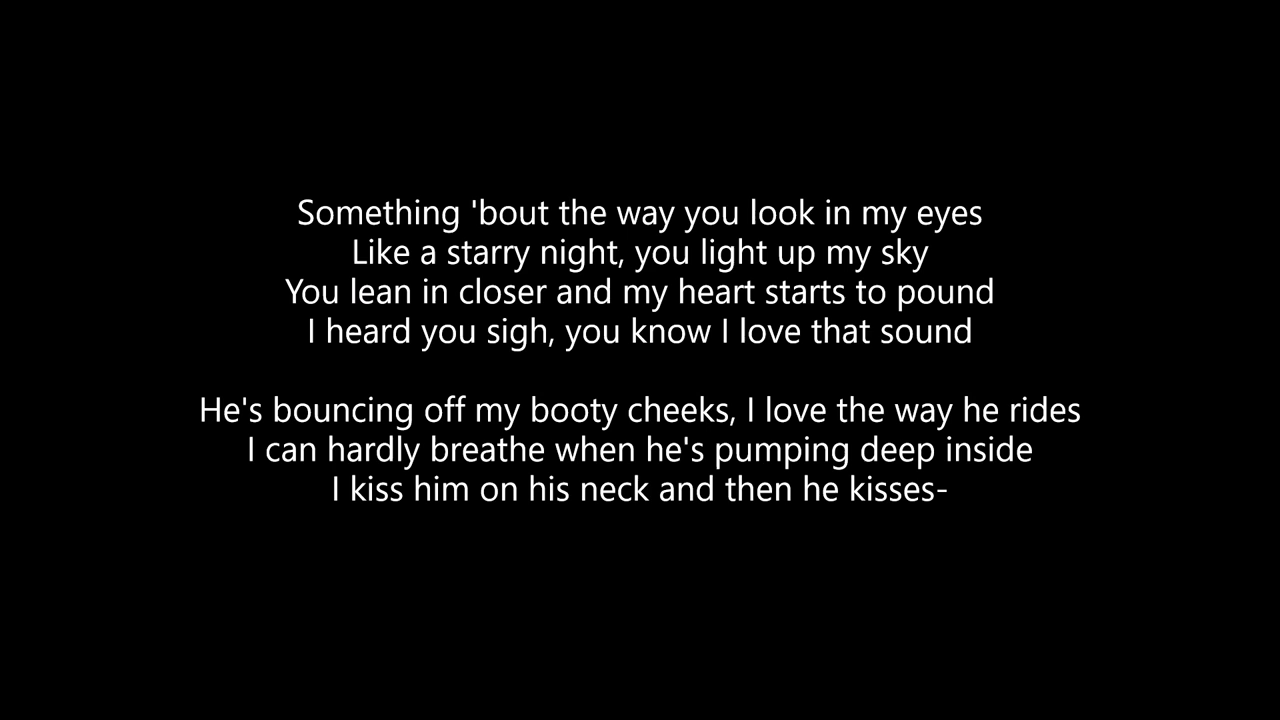 Something 'bout the way you look in my eyes
Like a starry night, you light up my sky
You lean in closer and my heart starts to pound
I heard you sigh, you know I love that sound
He's bouncing off my booty cheeks, I love the way he rides
I can hardly breathe when he's pumping deep inside
I kiss him on his neck and then he kisses-